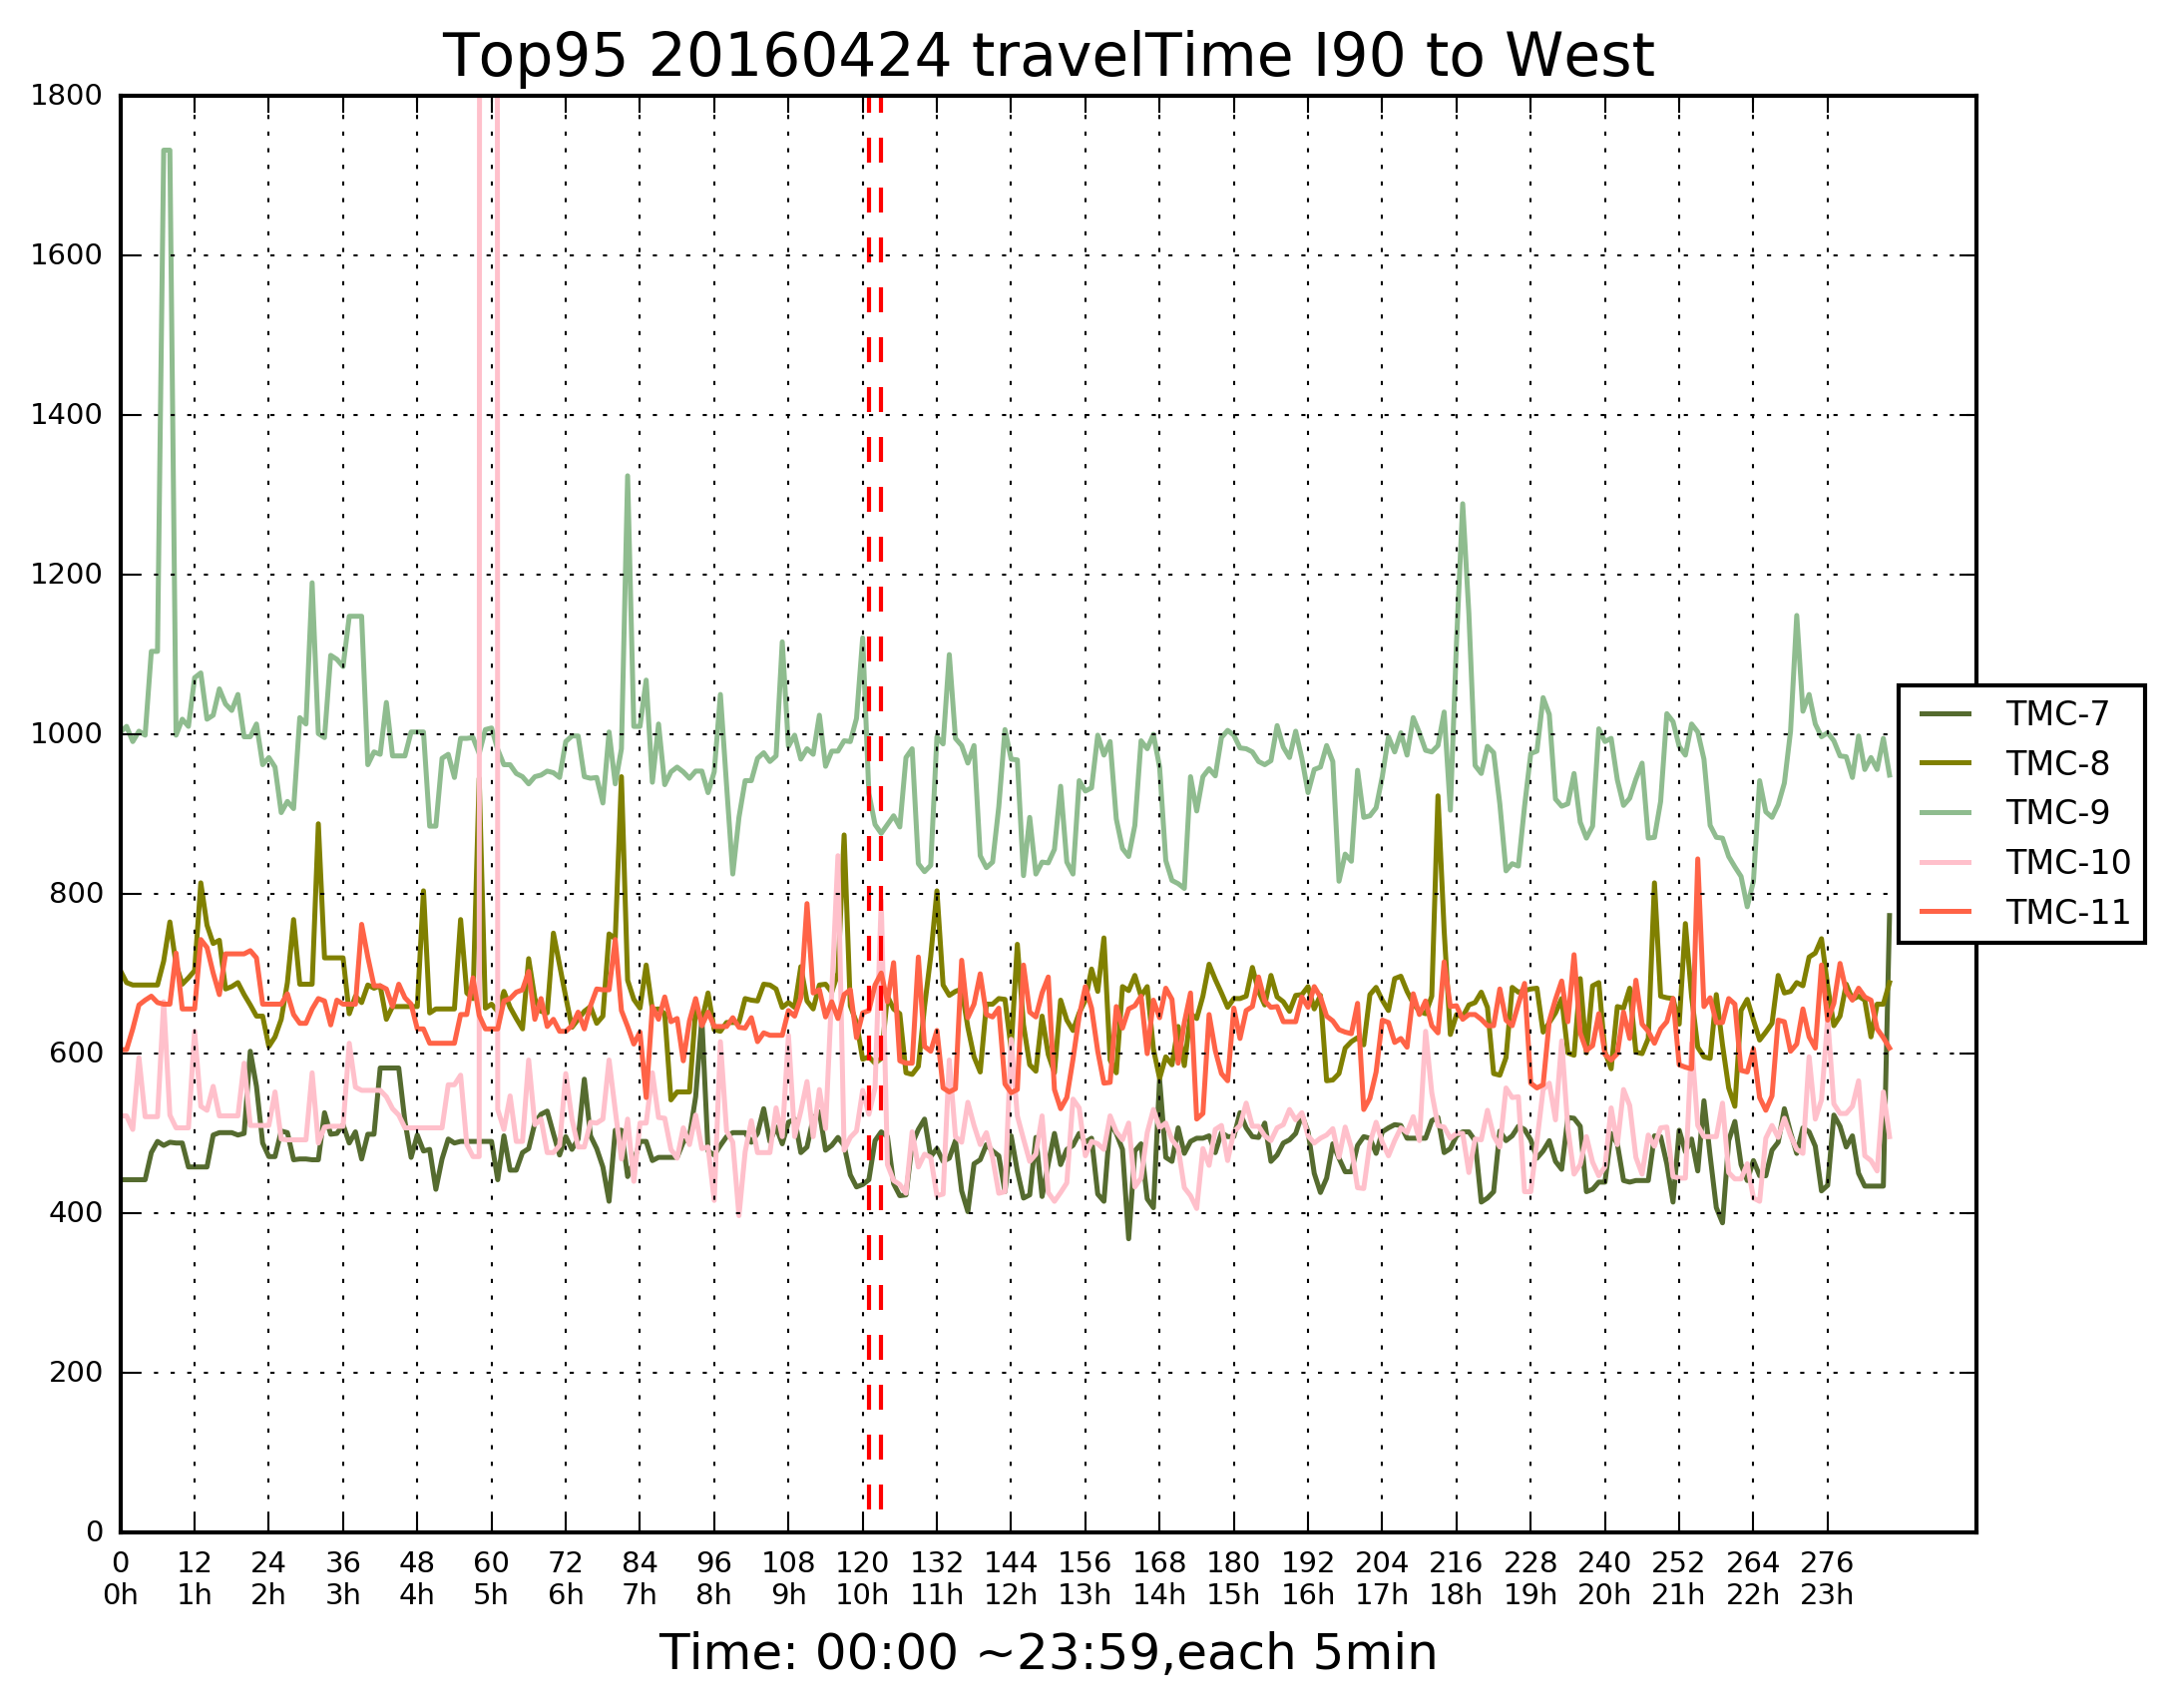 Top95 20160424 travelTime I90 to West
1800
1600
1400
1200
1000
800
600
400
200
0
TMC-7
TMC-8
TMC-9
TMC-10
TMC-11
0 12 24 36 48 60 72 84 96 108 120 132 144 156 168 180 192 204 216 228 240 252 264 276
0h 1h 2h 3h 4h 5h 6h 7h 8h 9h 10h 11h 12h 13h 14h 15h 16h 17h 18h 19h 20h 21h 22h 23h
Time: 00:00 ~23:59,each 5min